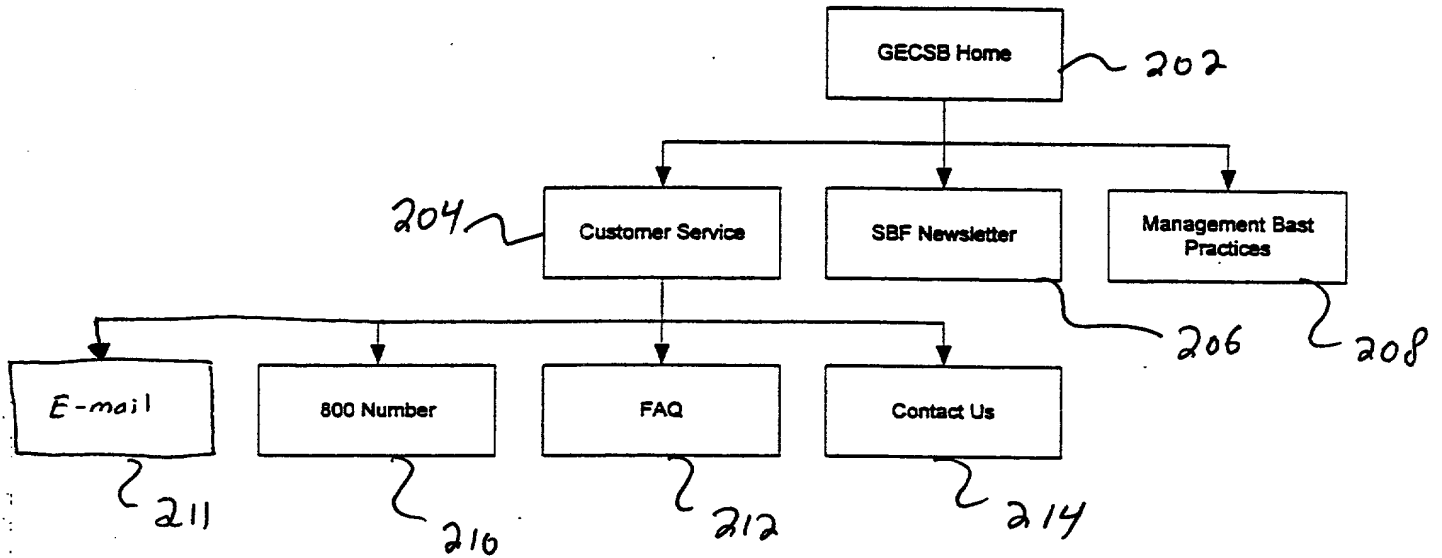 GECSB Home
202
204
Customer Service
SBF Newsletter
Management Bast
Practices
206
208
E-mail
800 Number
FAQ
Contact Us
211
210
212
214